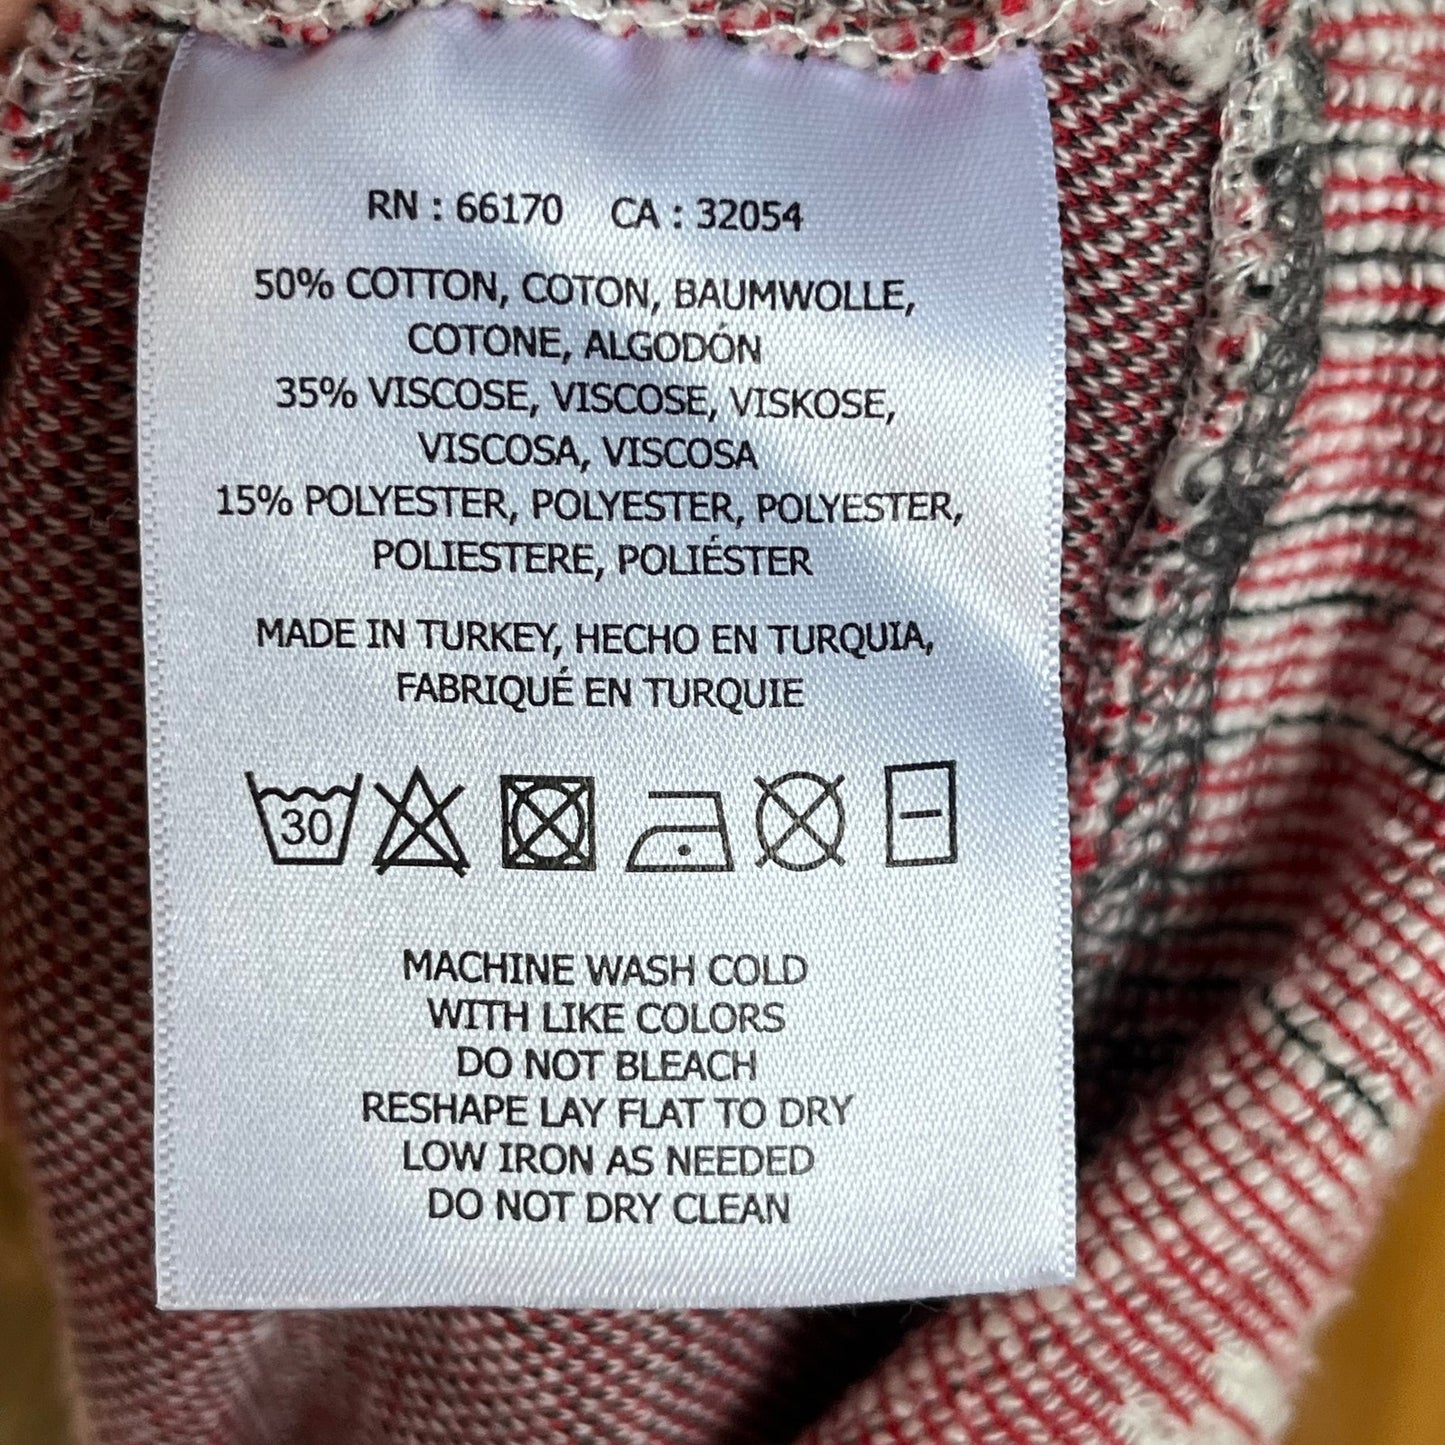 RN : 66170 CA : 32054
50% COTTON, COTON, BAUMWOLLE,
COTONE, ALGODÓN
35% VISCOSE, VISCOSE, VISKOSE,
VISCOSA, VISCOSA
15% POLYESTER, POLYESTER, POLYESTER,
POLIESTERE, POLIÉSTER
MADE IN TURKEY, HECHO EN TURQUIA,
FABRIQUÉ EN TURQUIE
30
MACHINE WASH COLD
WITH LIKE COLORS
DO NOT BLEACH
RESHAPE LAY FLAT TO DRY
LOW IRON AS NEEDED
DO NOT DRY CLEAN